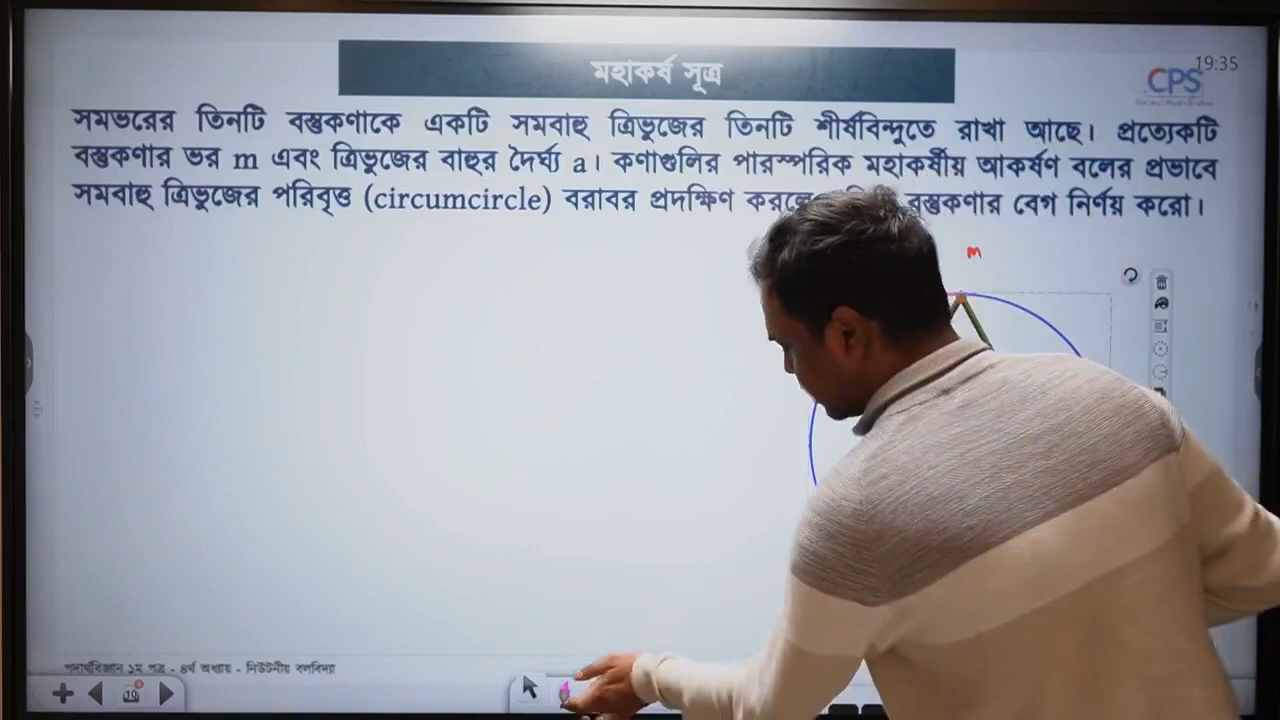 মহাকর্ষ সূত্র
19:35
CPS
সমভরের তিনটি বস্তুকণাকে একটি সমবাহু ত্রিভুজের তিনটি শীর্ষবিন্দুতে রাখা আছে। প্রত্যেকটি
বস্তুকণার ভর m এবং ত্রিভুজের বাহুর দৈর্ঘ্য a। কণাগুলির পারস্পরিক মহাকর্ষীয় আকর্ষণ বলের প্রভাবে
সমবাহু ত্রিভুজের পরিবৃত্ত (circumcircle) বরাবর প্রদক্ষিণ করলে বস্তুকণার বেগ নির্ণয় করো।
m
পদার্থবিজ্ঞান ১ম পত্র - ৪র্থ অধ্যায় - নিউটনীয় বলবিদ্যা
10